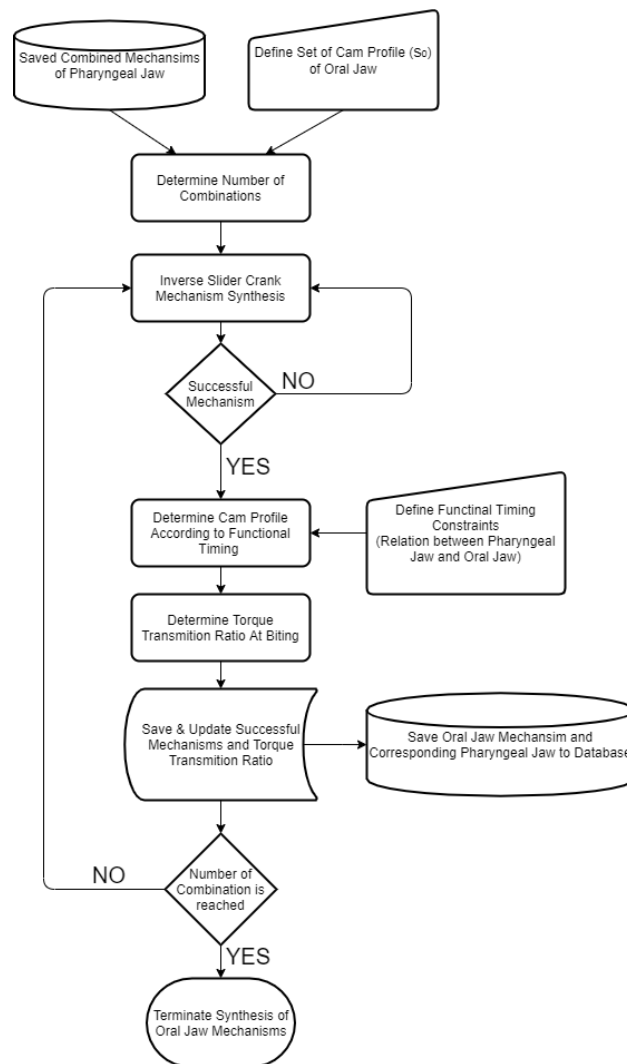 Saved Combined Mechansims
of Pharyngeal Jaw
Define Set of Cam Profile (So)
of Oral Jaw
Determine Number of
Combinations
Inverse Slider Crank
Mechanism Synthesis
Successful
Mechanism
NO
YES
Determine Cam Profile
According to Functional
Timing
Define Functinal Timing
Constraints
(Relation between Pharyngeal
Jaw and Oral Jaw)
Determine Torque
Transmition Ratio At Biting
Save & Update Successful
Mechanisms and Torque
Transmition Ratio
Save Oral Jaw Mechansim and
Corresponding Pharyngeal Jaw to Database
Number of
Combination is
reached
NO
YES
Terminate Synthesis of
Oral Jaw Mechanisms